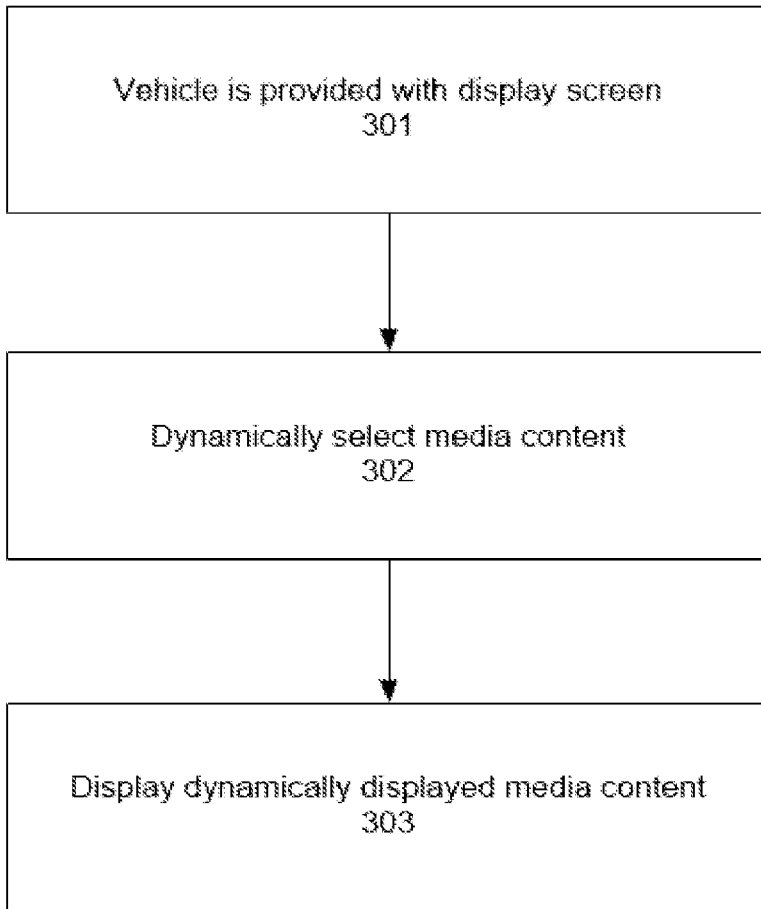 Vehicle is provided with display screen
301
Dynamically select media content
302
Display dynamically displayed media content
303